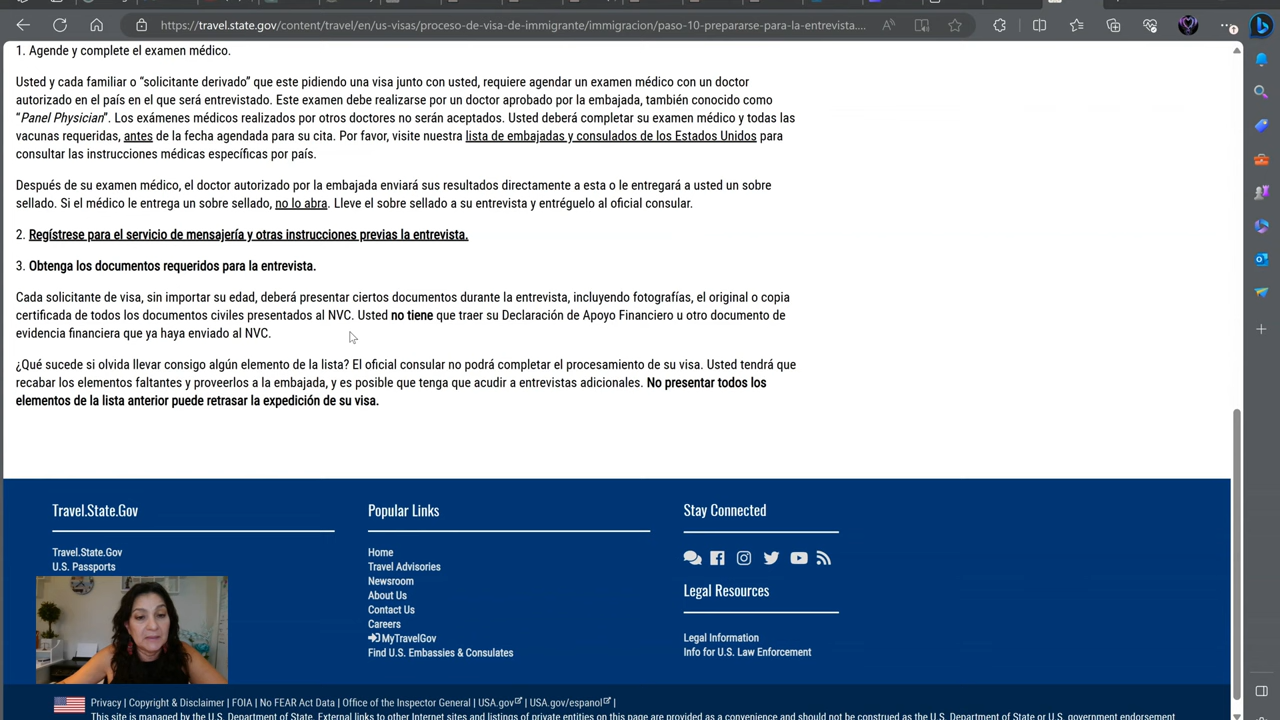 https://travel.state.gov/content/travel/en/us-visas/proceso-de-visa-de-immigrante/immigracion/paso-10-prepararse-para-la-entrevista....
1. Agende y complete el examen médico.
Usted y cada familiar o “solicitante derivado” que este pidiendo una visa junto con usted, requiere agendar un examen médico con un doctor
autorizado en el país en el que será entrevistado. Este examen debe realizarse por un doctor aprobado por la embajada, también conocido como
“Panel Physician”. Los exámenes médicos realizados por otros doctores no serán aceptados. Usted deberá completar su examen médico y todas las
vacunas requeridas, antes de la fecha agendada para su cita. Por favor, visite nuestra lista de embajadas y consulados de los Estados Unidos para
consultar las instrucciones médicas específicas por país.
Después de su examen médico, el doctor autorizado por la embajada enviará sus resultados directamente a esta o le entregará a usted un sobre
sellado. Si el médico le entrega un sobre sellado, no lo abra. Lleve el sobre sellado a su entrevista y entréguelo al oficial consular.
2. Regístrese para el servicio de mensajería y otras instrucciones previas la entrevista.
3. Obtenga los documentos requeridos para la entrevista.
Cada solicitante de visa, sin importar su edad, deberá presentar ciertos documentos durante la entrevista, incluyendo fotografías, el original o copia
certificada de todos los documentos civiles presentados al NVC. Usted no tiene que traer su Declaración de Apoyo Financiero u otro documento de
evidencia financiera que ya haya enviado al NVC.
¿Qué sucede si olvida llevar consigo algún elemento de la lista? El oficial consular no podrá completar el procesamiento de su visa. Usted tendrá que
recabar los elementos faltantes y proveerlos a la embajada, y es posible que tenga que acudir a entrevistas adicionales. No presentar todos los
elementos de la lista anterior puede retrasar la expedición de su visa.
Travel.State.Gov
Travel.State.Gov
U.S. Passports
Popular Links
Home
Travel Advisories
Newsroom
About Us
Contact Us
Careers
MyTravelGov
Find U.S. Embassies & Consulates
Stay Connected
Legal Resources
Legal Information
Info for U.S. Law Enforcement
Privacy | Copyright & Disclaimer | FOIA | No FEAR Act Data | Office of the Inspector General | USA.gov | USA.gov/espanol |
This site is managed by the U.S. Department of State. External links to other Internet sites and listings of private entities on this page are provided as a convenience and should not be construed as the U.S. Department of State or U.S. government endorsement